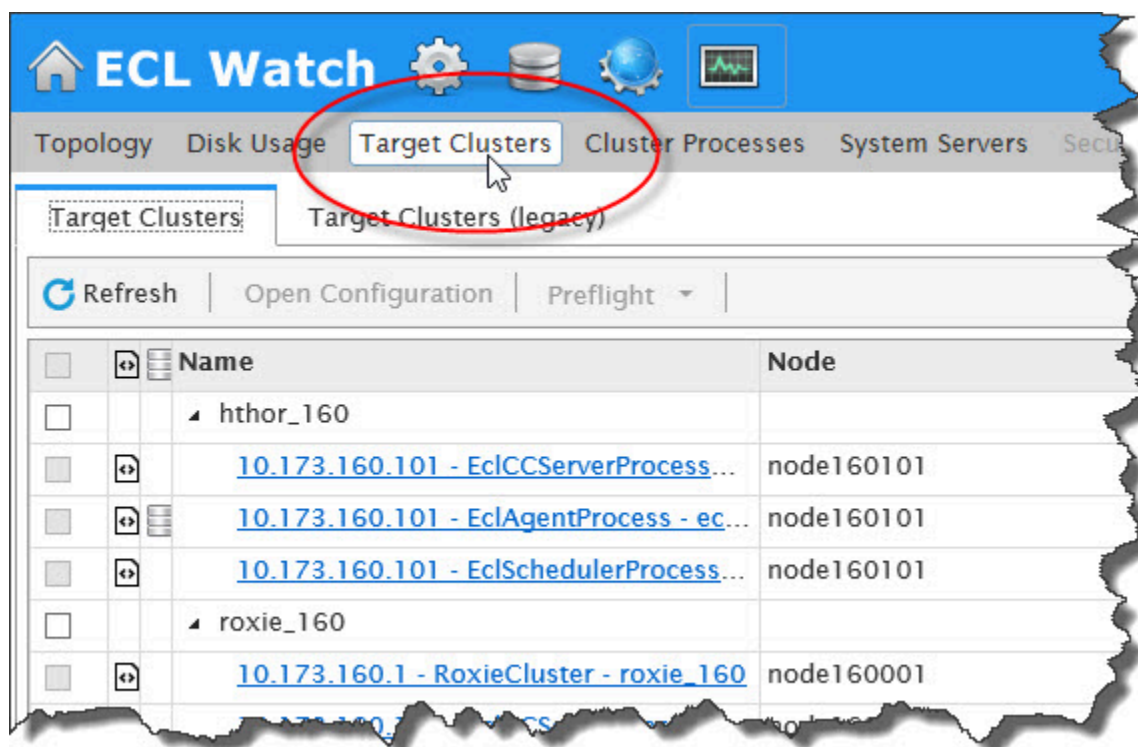 ECL Watch
Topology Disk Usage Target Clusters Cluster Processes System Servers
Target Clusters Target Clusters (legacy)
Refresh Open Configuration Preflight
Name Node
hthor_160
10.173.160.101 - EclCCServerProcess... node160101
10.173.160.101 - EclAgentProcess - ec... node160101
10.173.160.101 - EclSchedulerProcess... node160101
roxie_160
10.173.160.1 - RoxieCluster - roxie_160 node160001